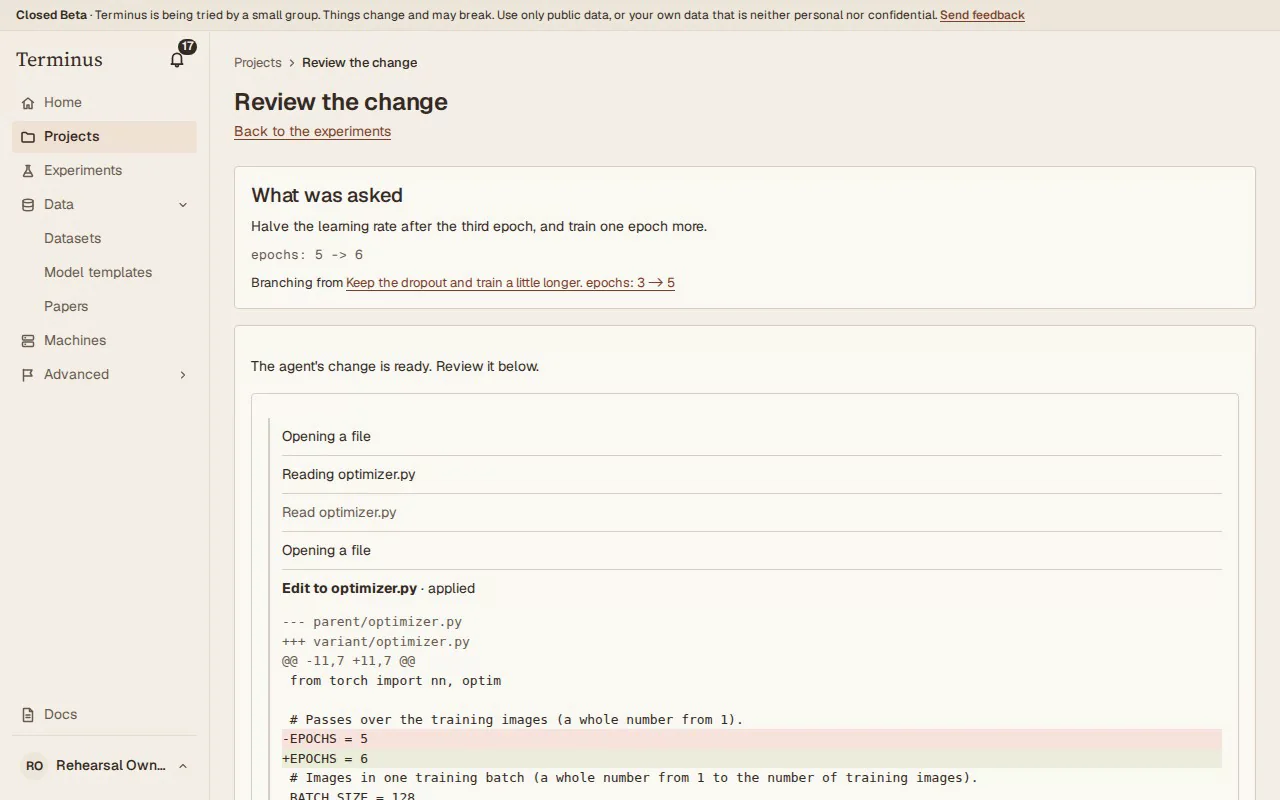 Closed Beta · Terminus is being tried by a small group. Things change and may break. Use only public data, or your own data that is neither personal nor confidential. Send feedback
Terminus
17
Home
Projects
Experiments
Data
Datasets
Model templates
Papers
Machines
Advanced
Docs
RO Rehearsal Own...
Projects > Review the change
Review the change
Back to the experiments
What was asked
Halve the learning rate after the third epoch, and train one epoch more.
epochs: 5 -> 6
Branching from Keep the dropout and train a little longer. epochs: 3 → 5
The agent's change is ready. Review it below.
Opening a file
Reading optimizer.py
Read optimizer.py
Opening a file
Edit to optimizer.py · applied
--- parent/optimizer.py
+++ variant/optimizer.py
@@ -11,7 +11,7 @@
from torch import nn, optim
# Passes over the training images (a whole number from 1).
-EPOCHS = 5
+EPOCHS = 6
# Images in one training batch (a whole number from 1 to the number of training images).
BATCH_SIZE = 128